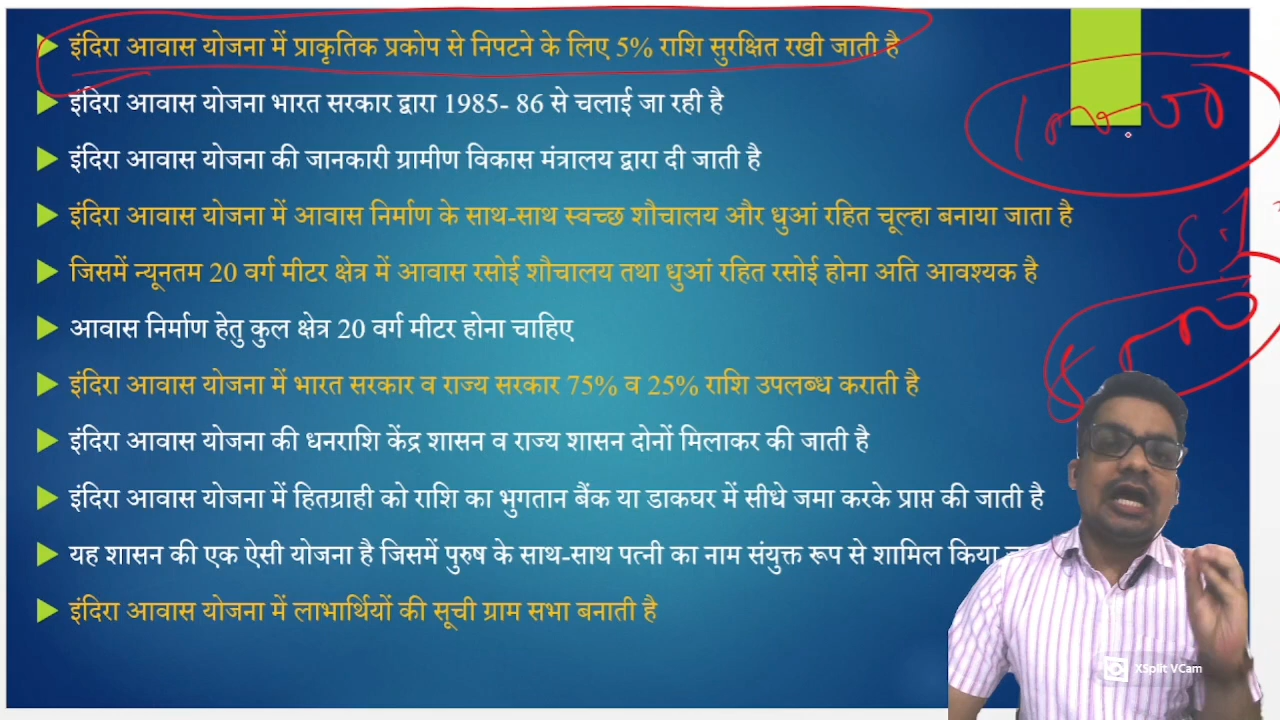 इंदिरा आवास योजना में प्राकृतिक प्रकोप से निपटने के लिए 5% राशि सुरक्षित रखी जाती है
इंदिरा आवास योजना भारत सरकार द्वारा 1985- 86 से चलाई जा रही है
इंदिरा आवास योजना की जानकारी ग्रामीण विकास मंत्रालय द्वारा दी जाती है
इंदिरा आवास योजना में आवास निर्माण के साथ-साथ स्वच्छ शौचालय और धुआं रहित चूल्हा बनाया जाता है
जिसमें न्यूनतम 20 वर्ग मीटर क्षेत्र में आवास रसोई शौचालय तथा धुआं रहित रसोई होना अति आवश्यक है
आवास निर्माण हेतु कुल क्षेत्र 20 वर्ग मीटर होना चाहिए
इंदिरा आवास योजना में भारत सरकार व राज्य सरकार 75% व 25% राशि उपलब्ध कराती है
इंदिरा आवास योजना की धनराशि केंद्र शासन व राज्य शासन दोनों मिलाकर की जाती है
इंदिरा आवास योजना में हितग्राही को राशि का भुगतान बैंक या डाकघर में सीधे जमा करके प्राप्त की जाती है
यह शासन की एक ऐसी योजना है जिसमें पुरुष के साथ-साथ पत्नी का नाम संयुक्त रूप से शामिल किया
इंदिरा आवास योजना में लाभार्थियों की सूची ग्राम सभा बनाती है
XSplit VCam